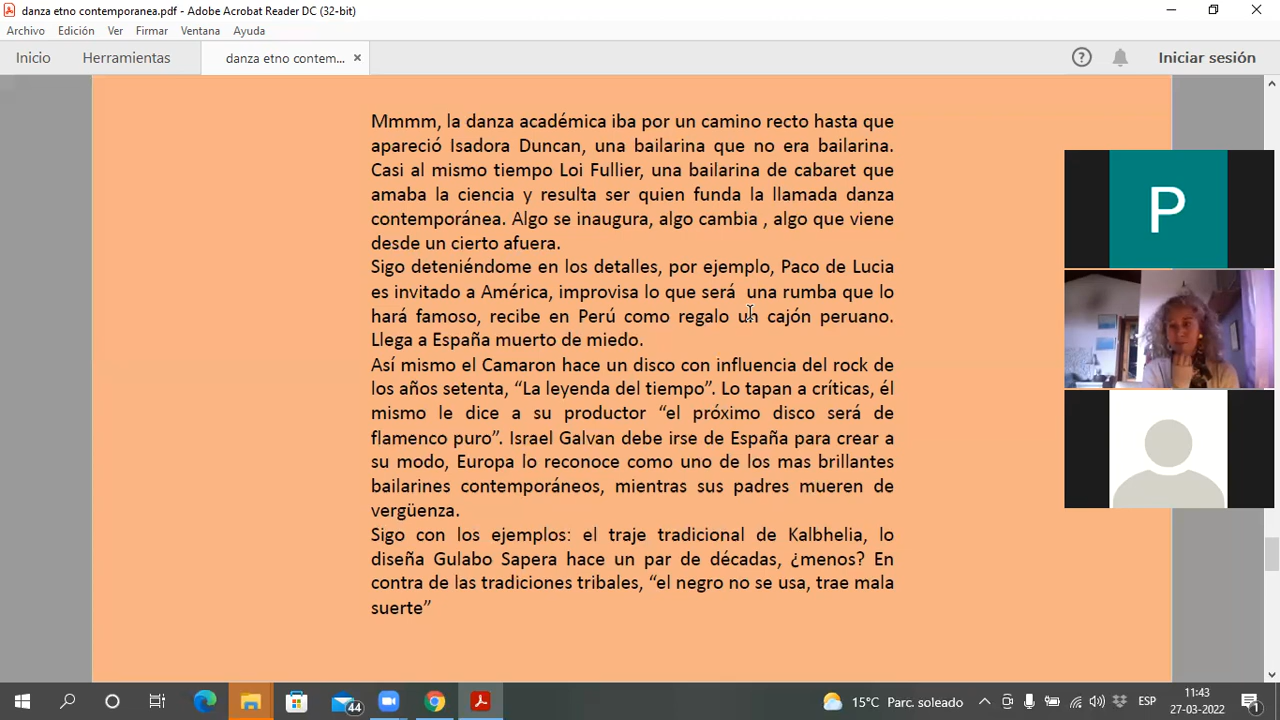 danza etno contemporanea.pdf - Adobe Acrobat Reader DC (32-bit)
Archivo Edición Ver Firmar Ventana Ayuda
Inicio Herramientas danza etno contem... × Iniciar sesión
Mmmm, la danza académica iba por un camino recto hasta que
apareció Isadora Duncan, una bailarina que no era bailarina.
Casi al mismo tiempo Loi Fullier, una bailarina de cabaret que
amaba la ciencia y resulta ser quien funda la llamada danza
contemporánea. Algo se inaugura, algo cambia , algo que viene
desde un cierto afuera.
Sigo deteniéndome en los detalles, por ejemplo, Paco de Lucia
es invitado a América, improvisa lo que será una rumba que lo
hará famoso, recibe en Perú como regalo un cajón peruano.
Llega a España muerto de miedo.
Así mismo el Camaron hace un disco con influencia del rock de
los años setenta, “La leyenda del tiempo”. Lo tapan a críticas, él
mismo le dice a su productor “el próximo disco será de
flamenco puro”. Israel Galvan debe irse de España para crear a
su modo, Europa lo reconoce como uno de los mas brillantes
bailarines contemporáneos, mientras sus padres mueren de
vergüenza.
Sigo con los ejemplos: el traje tradicional de Kalbhelia, lo
diseña Gulabo Sapera hace un par de décadas, ¿menos? En
contra de las tradiciones tribales, “el negro no se usa, trae mala
suerte”
P
44
15°C Parc. soleado
ESP
11:43
27-03-2022
1